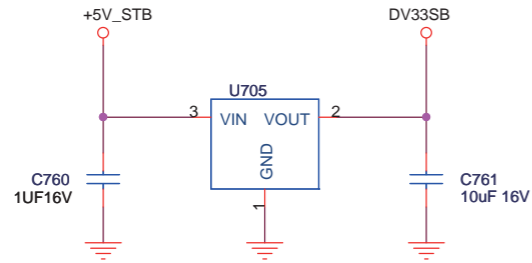 +5V_STB
DV33SB
U705
3
VIN
VOUT
2
GND
1
C760
1UF16V
C761
10uF 16V